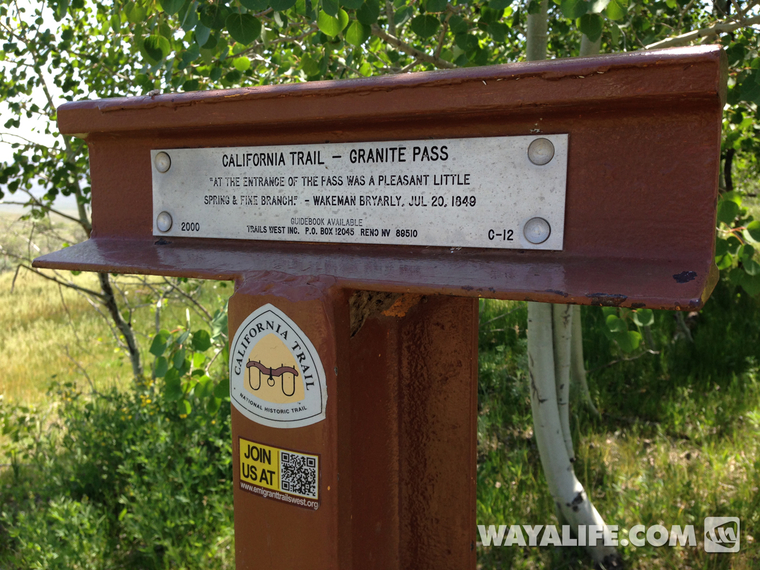 CALIFORNIA TRAIL - GRANITE PASS
"AT THE ENTRANCE OF THE PASS WAS A PLEASANT LITTLE
SPRING & FINE BRANCH." - WAKEMAN BRYARLY, JUL 20, 1849
GUIDEBOOK AVAILABLE
2000 TRAILS WEST INC. P.O. BOX 12045 RENO NV 89510 C-12
CALIFORNIA TRAIL
NATIONAL HISTORIC TRAIL
JOIN
US AT
www.emigranttrailswest.org
WAYALIFE.COM